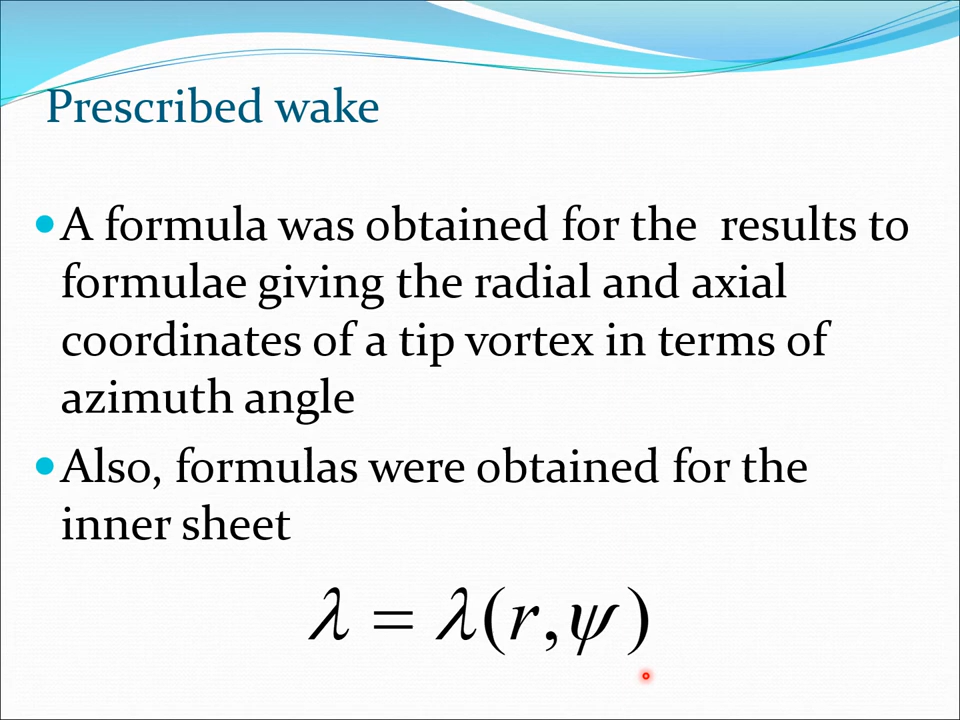 Prescribed wake
A formula was obtained for the results to
formulae giving the radial and axial
coordinates of a tip vortex in terms of
azimuth angle
Also, formulas were obtained for the
inner sheet
λ = λ(r,ψ)